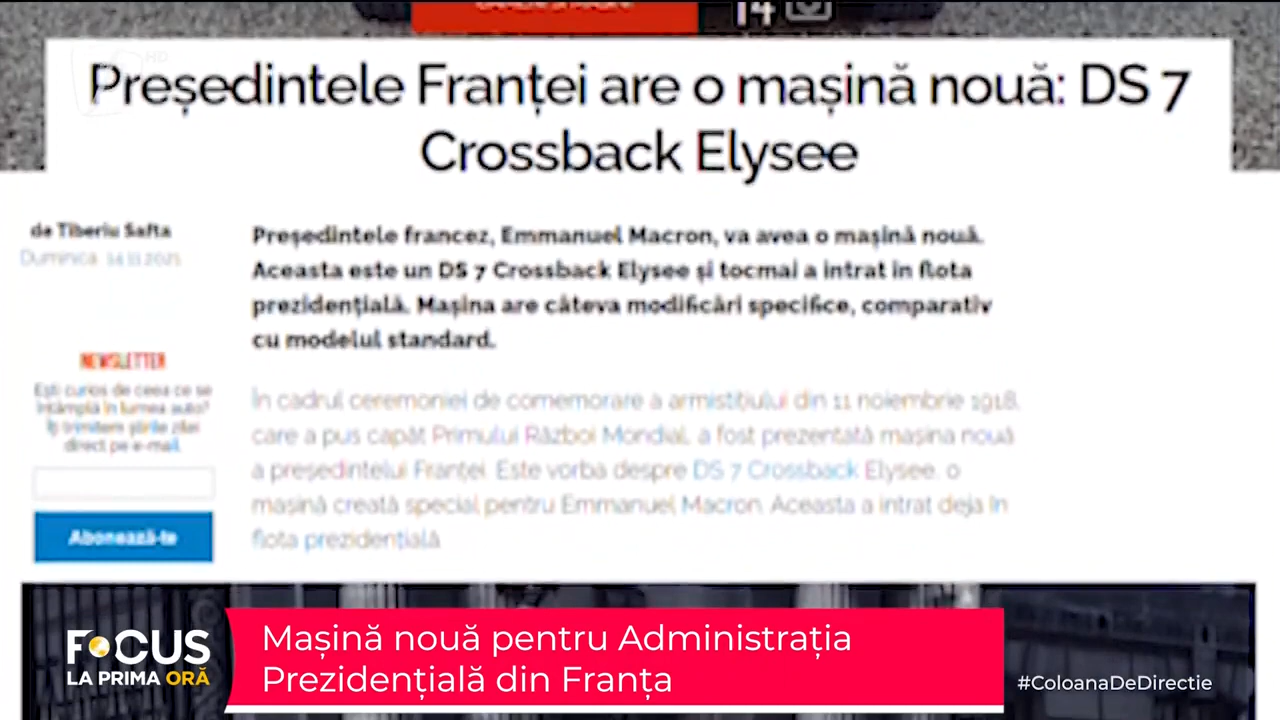 14
HD
Președintele Franței are o mașină nouă: DS 7
Crossback Elysee
de Tiberiu Safta
Duminica, 14.11.2021
Președintele francez, Emmanuel Macron, va avea o mașină nouă.
Aceasta este un DS 7 Crossback Elysee și tocmai a intrat în flota
prezidențială. Mașina are câteva modificări specifice, comparativ
cu modelul standard.
NEWSLETTER
Ești curios de ceea ce se
întâmplă în lumea auto?
Îți trimitem știrile zilei
direct pe e-mail.
Abonează-te
În cadrul ceremoniei de comemorare a armistițiului din 11 noiembrie 1918,
care a pus capăt Primului Război Mondial, a fost prezentată mașina nouă
a președintelui Franței. Este vorba despre DS 7 Crossback Elysee, o
mașină creată special pentru Emmanuel Macron. Aceasta a intrat deja în
flota prezidențială.
FOCUS
LA PRIMA ORĂ
Mașină nouă pentru Administrația
Prezidențială din Franța
#ColoanaDeDirectie